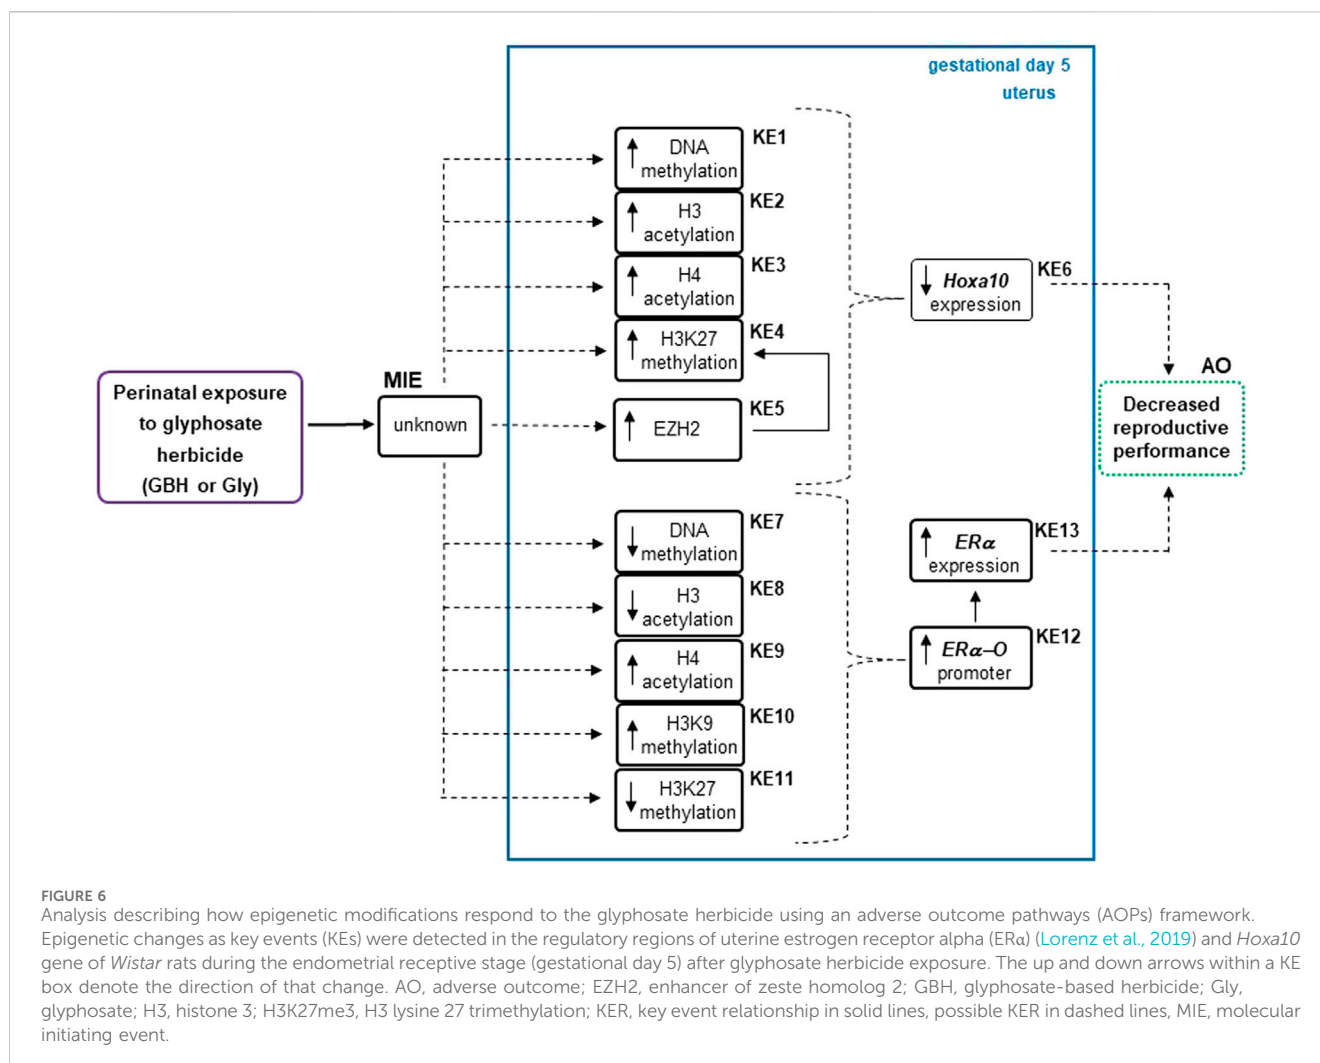 gestational day 5
uterus
DNA
methylation
KE1
H3
acetylation
KE2
H4
acetylation
KE3
H3K27
methylation
KE4
EZH2
KE5
Hoxa10
expression
KE6
Perinatal exposure
to glyphosate
herbicide
(GBH or Gly)
MIE
unknown
AO
Decreased
reproductive
performance
DNA
methylation
KE7
H3
acetylation
KE8
H4
acetylation
KE9
H3K9
methylation
KE10
H3K27
methylation
KE11
ERα
expression
KE13
ERα–O
promoter
KE12
FIGURE 6
Analysis describing how epigenetic modifications respond to the glyphosate herbicide using an adverse outcome pathways (AOPs) framework.
Epigenetic changes as key events (KEs) were detected in the regulatory regions of uterine estrogen receptor alpha (ERα) (Lorenz et al., 2019) and Hoxa10
gene of Wistar rats during the endometrial receptive stage (gestational day 5) after glyphosate herbicide exposure. The up and down arrows within a KE
box denote the direction of that change. AO, adverse outcome; EZH2, enhancer of zeste homolog 2; GBH, glyphosate-based herbicide; Gly,
glyphosate; H3, histone 3; H3K27me3, H3 lysine 27 trimethylation; KER, key event relationship in solid lines, possible KER in dashed lines, MIE, molecular
initiating event.